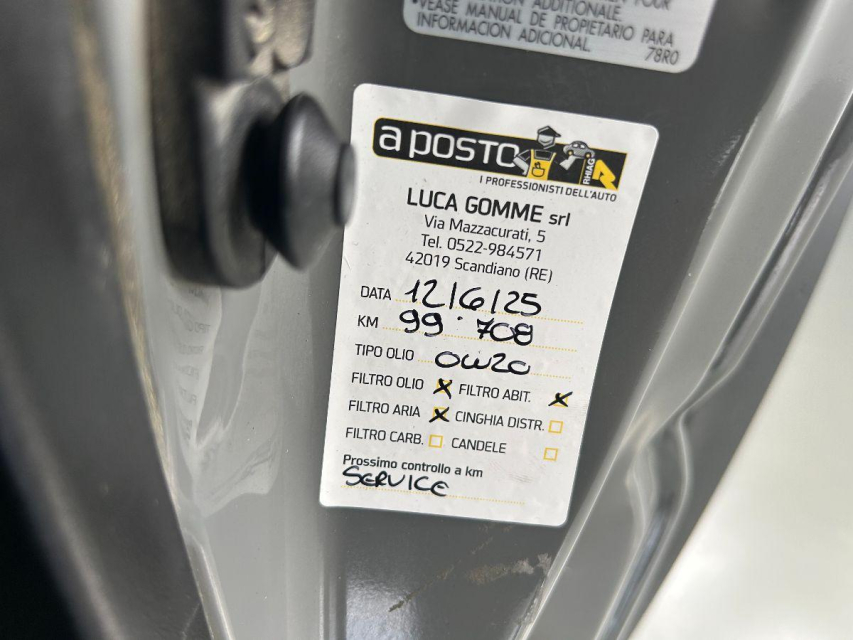 ADDITIONNALE.
*VEASE MANUAL DE PROPIETARIO PARA
INFORMACION ADICIONAL. 78R0
a POSTO
RHIAG
I PROFESSIONISTI DELL'AUTO
LUCA GOMME srl
Via Mazzacurati, 5
Tel. 0522-984571
42019 Scandiano (RE)
DATA 12/6/25
KM 99.708
TIPO OLIO 0W20
FILTRO OLIO X FILTRO ABIT. X
FILTRO ARIA X CINGHIA DISTR. □
FILTRO CARB. □ CANDELE □
Prossimo controllo a km
SERVICE